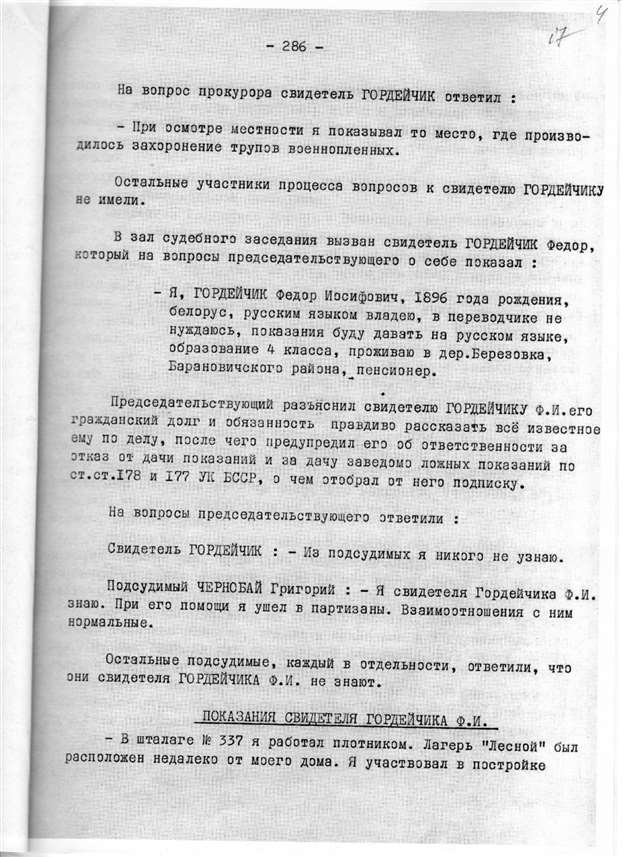 4
17
- 286 -
На вопрос прокурора свидетель ГОРДЕЙЧИК ответил :
- При осмотре местности я показывал то место, где произво-
дилось захоронение трупов военнопленных.
Остальные участники процесса вопросов к свидетелю ГОРДЕЙЧИКУ
не имели.
В зал судебного заседания вызван свидетель ГОРДЕЙЧИК Федор,
который на вопросы председательствующего о себе показал :
- Я, ГОРДЕЙЧИК Федор Иосифович, 1896 года рождения,
белорус, русским языком владею, в переводчике не
нуждаюсь, показания буду давать на русском языке,
образование 4 класса, проживаю в дер.Березовка,
Барановичского района, пенсионер.
Председательствующий разъяснил свидетелю ГОРДЕЙЧИКУ Ф.И.его
гражданский долг и обязанность правдиво рассказать всё известное
ему по делу, после чего предупредил его об ответственности за
отказ от дачи показаний и за дачу заведомо ложных показаний по
ст.ст.178 и 177 УК БССР, о чем отобрал от него подписку.
На вопросы председательствующего ответили :
Свидетель ГОРДЕЙЧИК : - Из подсудимых я никого не узнаю.
Подсудимый ЧЕРНОБАЙ Григорий : - Я свидетеля Гордейчика Ф.И.
знаю. При его помощи я ушел в партизаны. Взаимоотношения с ним
нормальные.
Остальные подсудимые, каждый в отдельности, ответили, что
они свидетеля ГОРДЕЙЧИКА Ф.И. не знают.
ПОКАЗАНИЯ СВИДЕТЕЛЯ ГОРДЕЙЧИКА Ф.И.
- В шталаге № 337 я работал плотником. Лагерь "Лесной" был
расположен недалеко от моего дома. Я участвовал в постройке